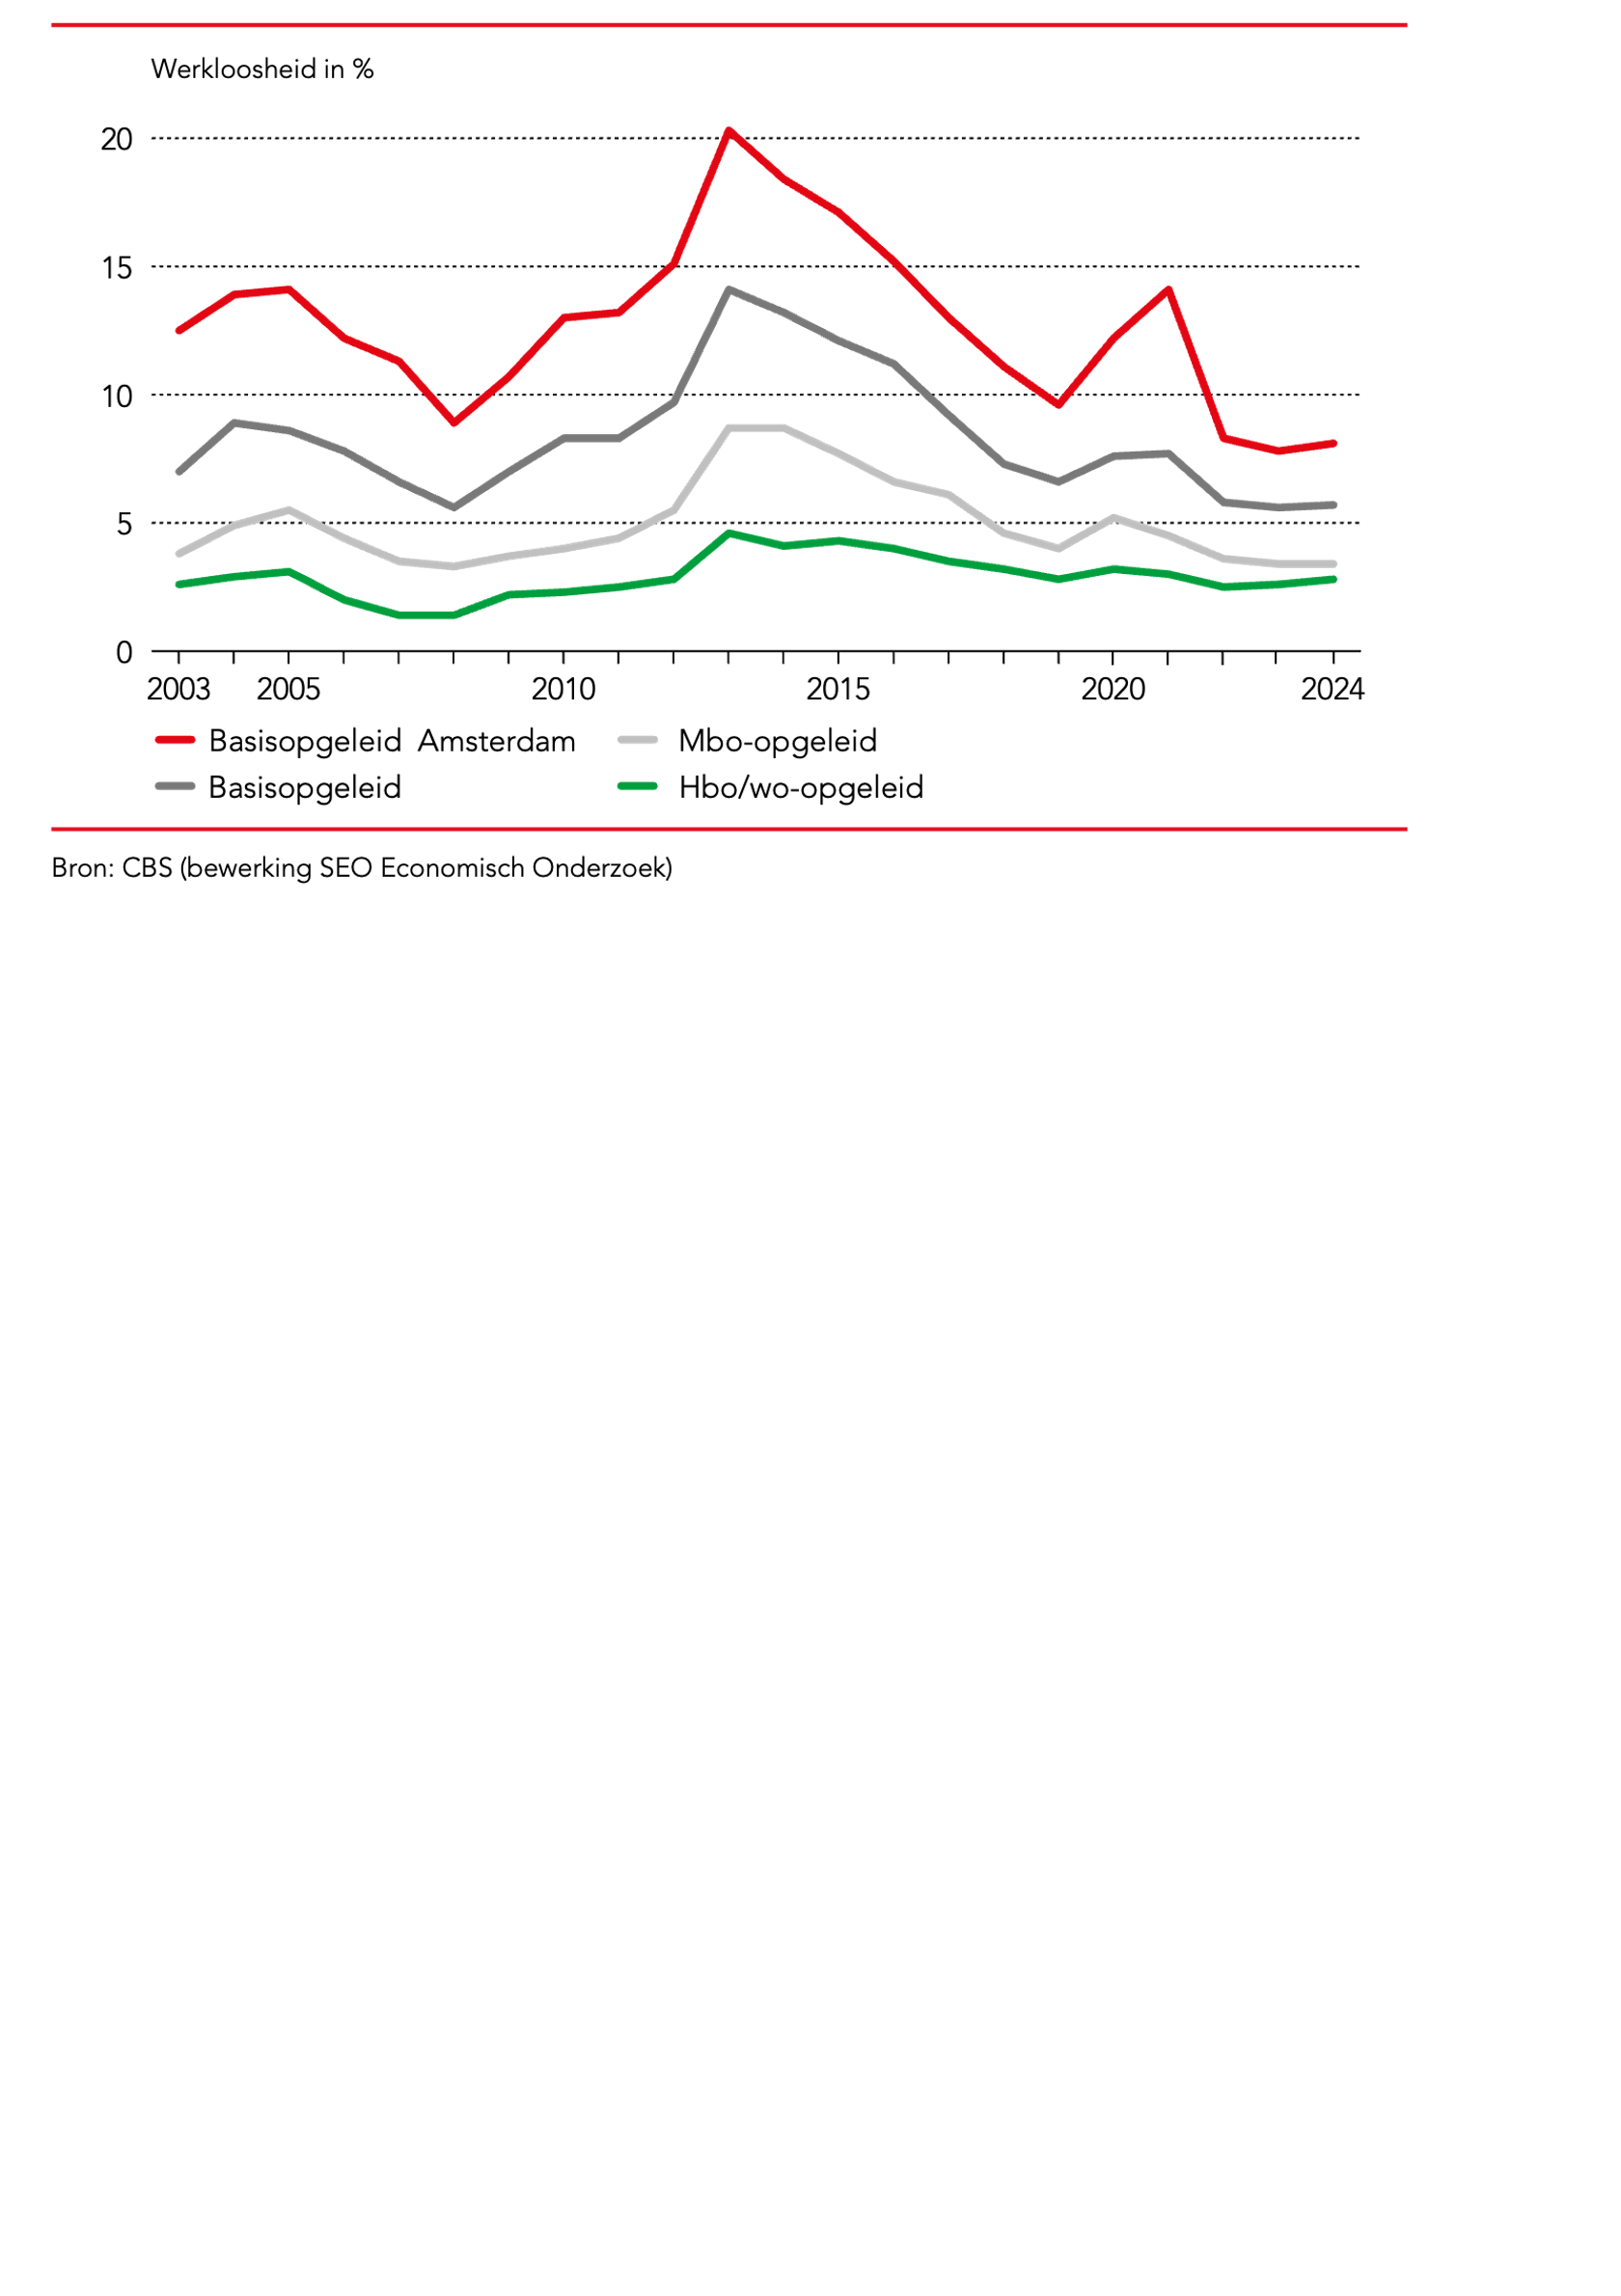 Werkloosheid in %
20
15
10
5
0
2003 2005 2010 2015 2020 2024
Basisopgeleid Amsterdam Mbo-opgeleid
Basisopgeleid Hbo/wo-opgeleid
Bron: CBS (bewerking SEO Economisch Onderzoek)